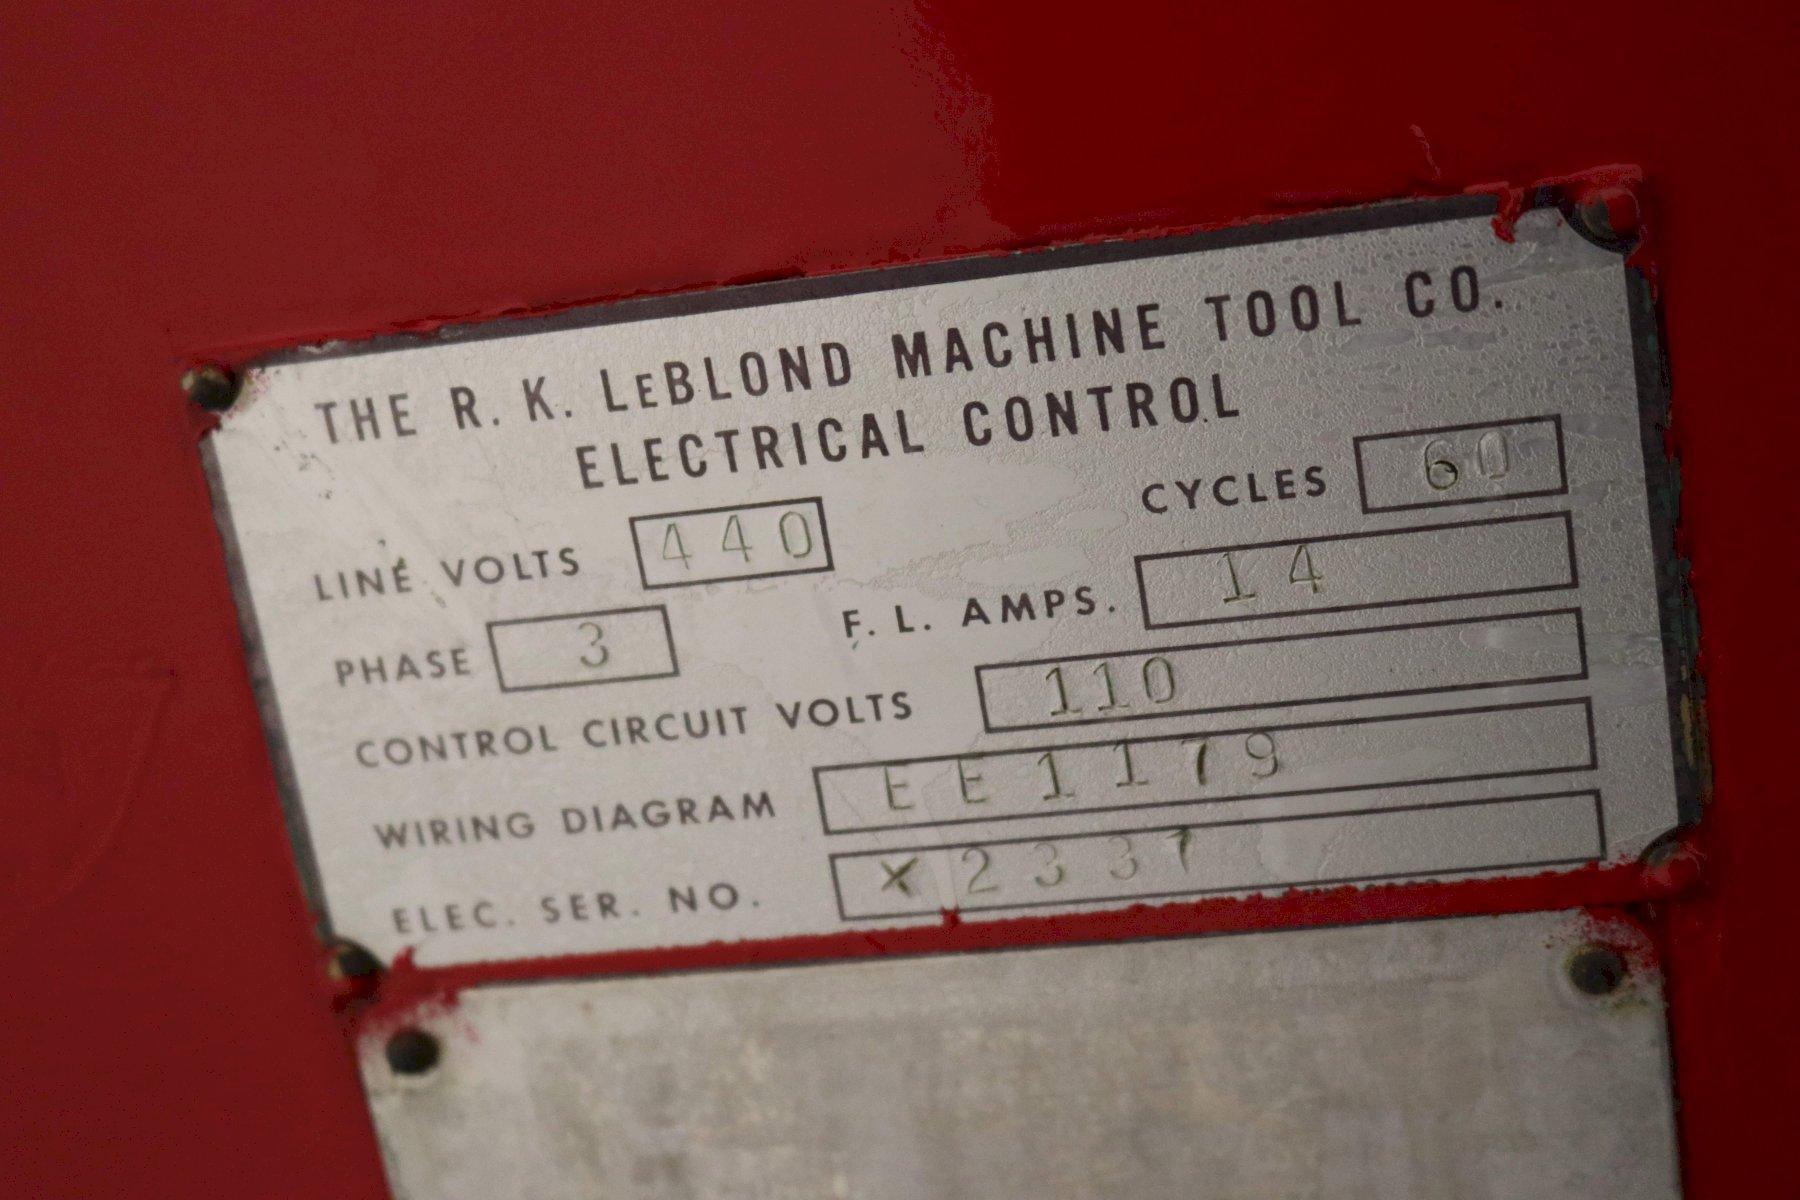 THE R. K. LEBLOND MACHINE TOOL CO.
ELECTRICAL CONTROL
LINE VOLTS 440 CYCLES 60
PHASE 3 F. L. AMPS. 14
CONTROL CIRCUIT VOLTS 110
WIRING DIAGRAM EE1179
ELEC. SER. NO. X2337